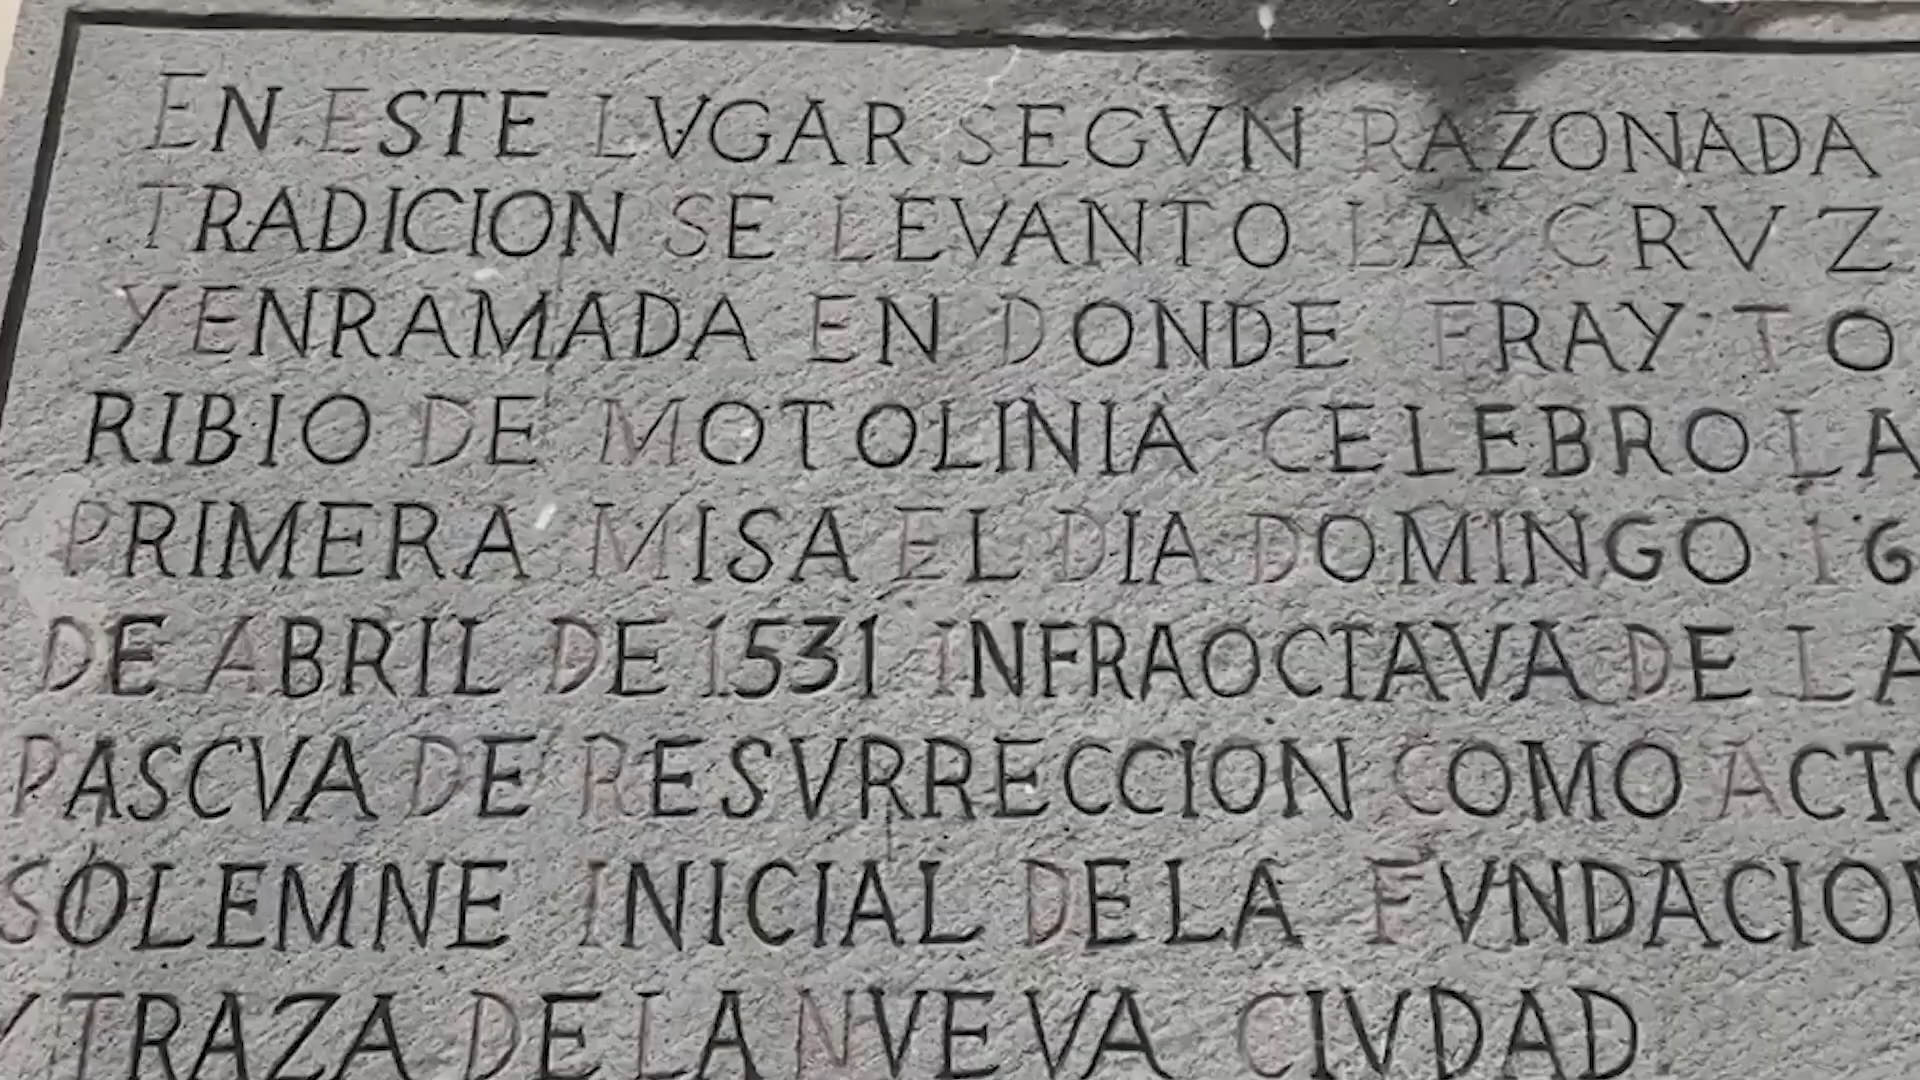 EN ESTE LVGAR SEGVN RAZONADA
TRADICION SE LEVANTO LA CRVZ
Y ENRAMADA EN DONDE FRAY TO
RIBIO DE MOTOLINIA CELEBRO LA
PRIMERA MISA EL DIA DOMINGO 16
DE ABRIL DE 1531 INFRAOCTAVA DE LA
PASCVA DE RESVRRECCION COMO ACTO
SOLEMNE INICIAL DE LA FVNDACION
Y TRAZA DE LA NVEVA CIVDAD